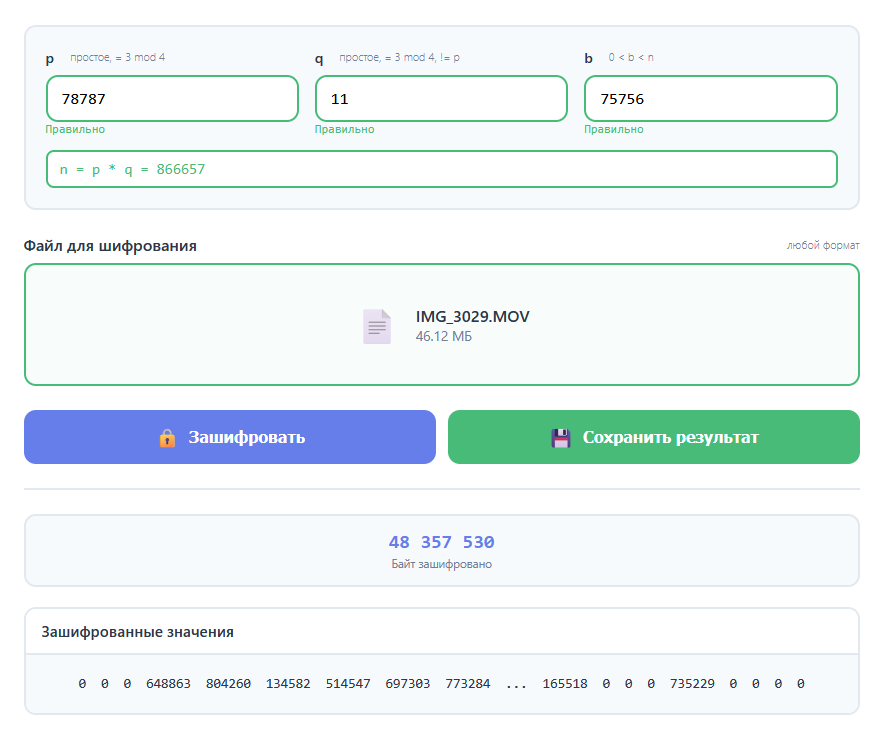 p простое, = 3 mod 4 q простое, = 3 mod 4, != p b 0 < b < n
78787 11 75756
Правильно Правильно Правильно
n = p * q = 866657
Файл для шифрования любой формат
IMG_3029.MOV
46.12 МБ
Зашифровать Сохранить результат
48 357 530
Байт зашифровано
Зашифрованные значения
0 0 0 648863 804260 134582 514547 697303 773284 ... 165518 0 0 0 735229 0 0 0 0